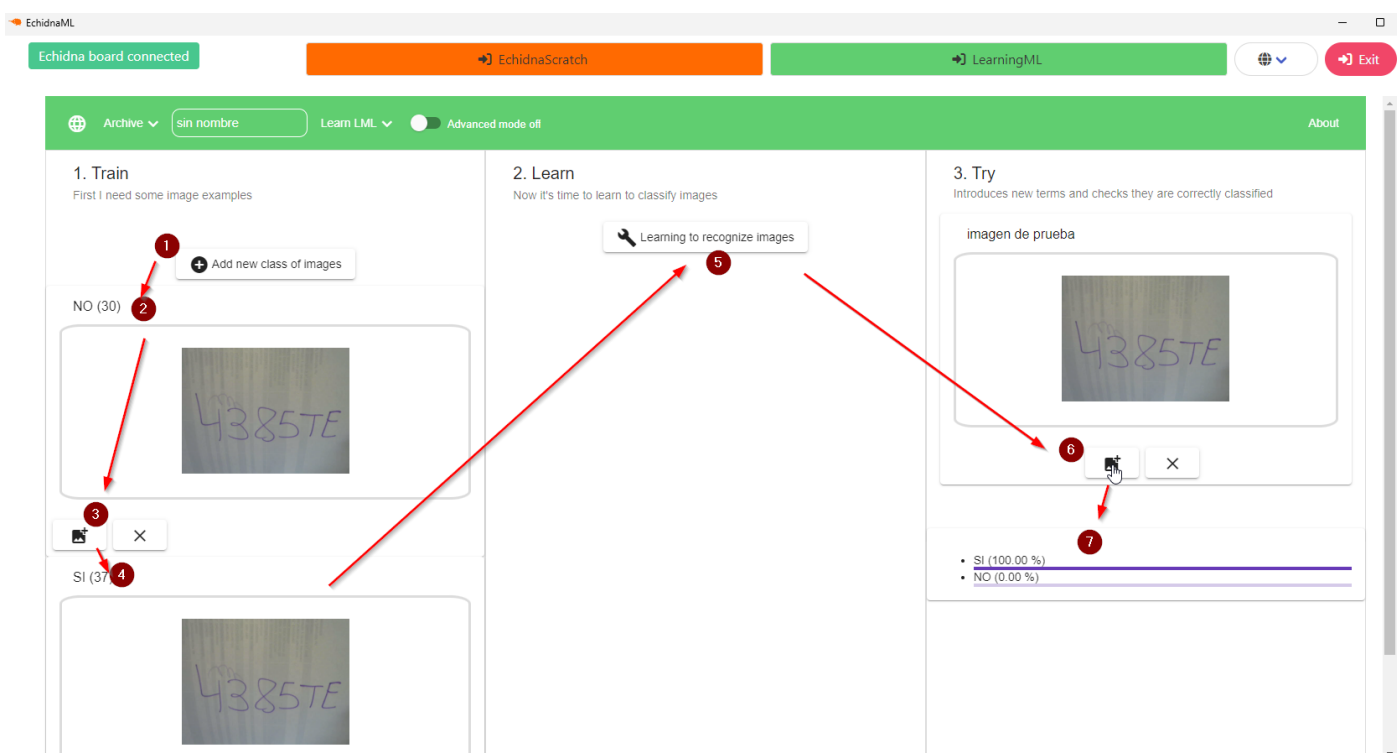 EchidnaML
Echidna board connected
EchidnaScratch
LearningML
Exit
Archive
sin nombre
Learn LML
Advanced mode off
About
1. Train
First I need some image examples
1
Add new class of images
NO (30)
2
4385TE
3
SI (37)
4
4385TE
2. Learn
Now it's time to learn to classify images
Learning to recognize images
5
3. Try
Introduces new terms and checks they are correctly classified
imagen de prueba
4385TE
6
7
SI (100.00 %)
NO (0.00 %)